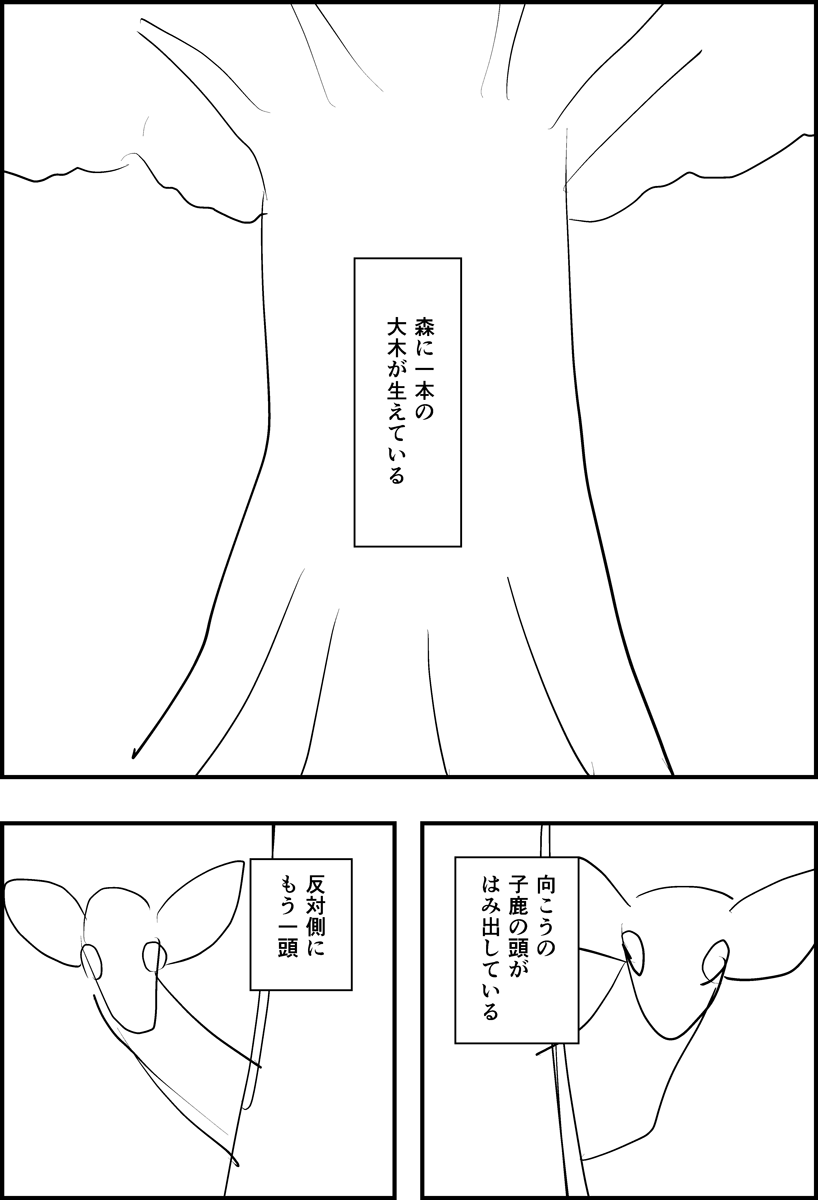 森に一本の
大木が生えている
向こうの
子鹿の頭が
はみ出している
反対側に
もう一頭